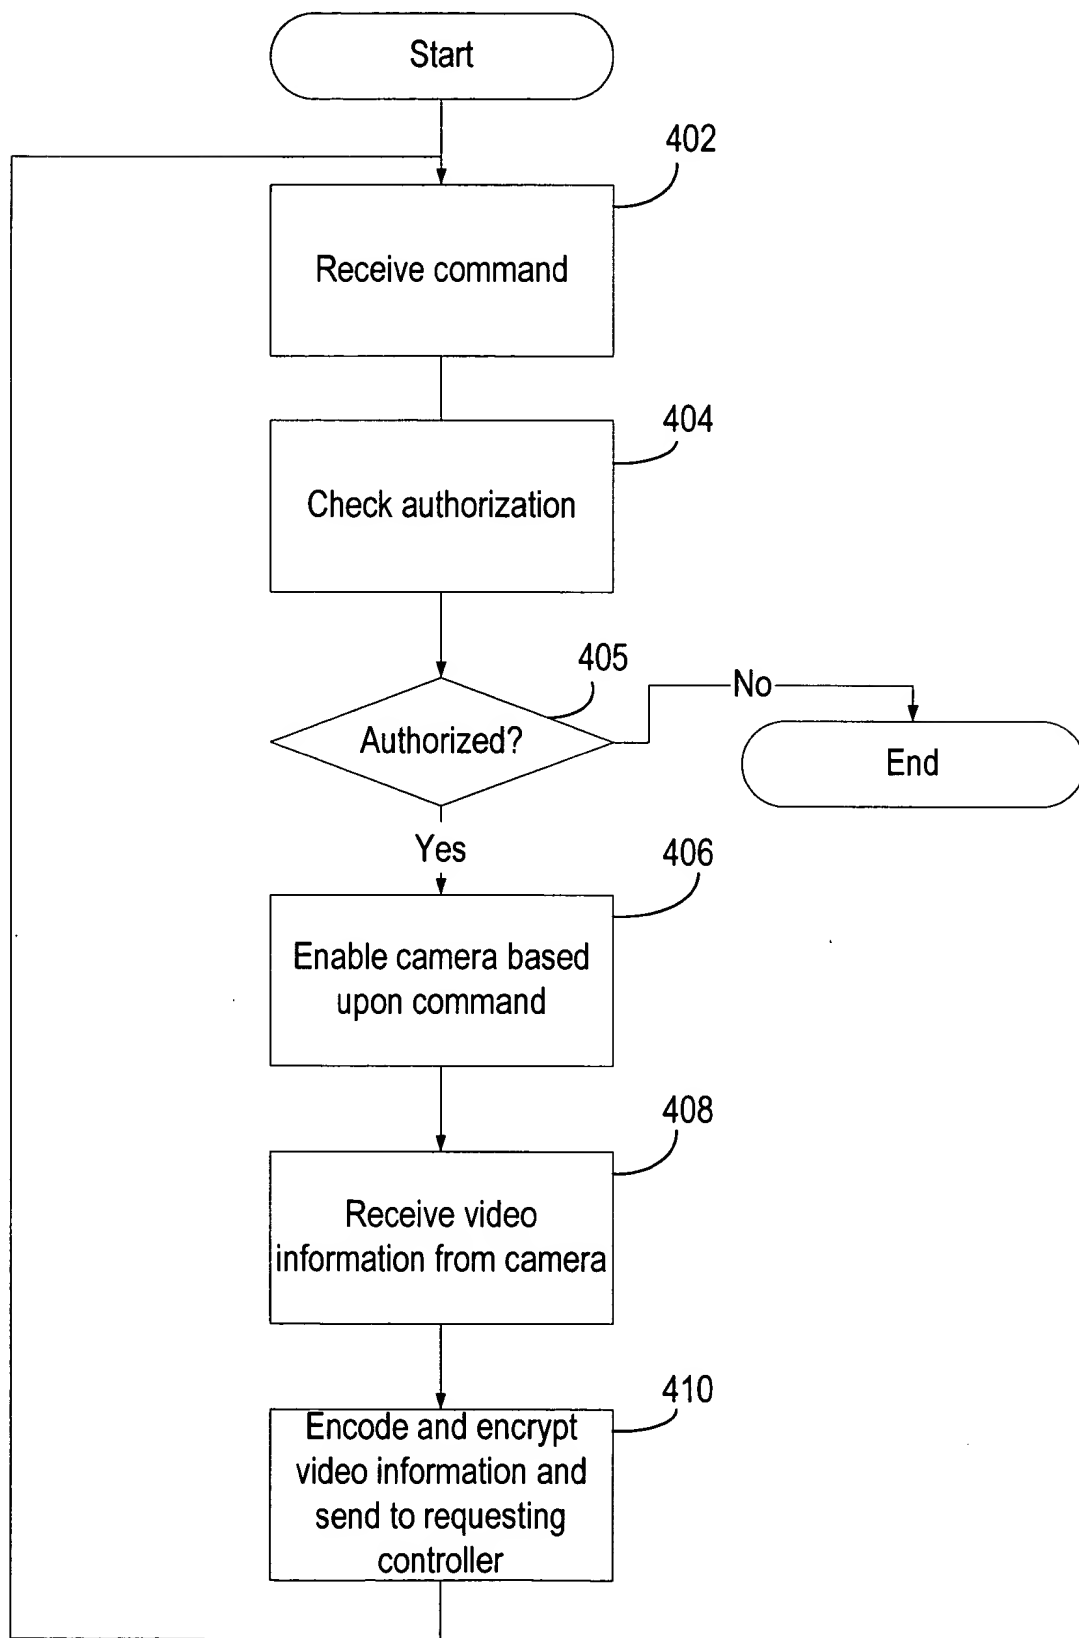 Start
402
Receive command
404
Check authorization
405
Authorized?
No
End
Yes
406
Enable camera based
upon command
408
Receive video
information from camera
410
Encode and encrypt
video information and
send to requesting
controller